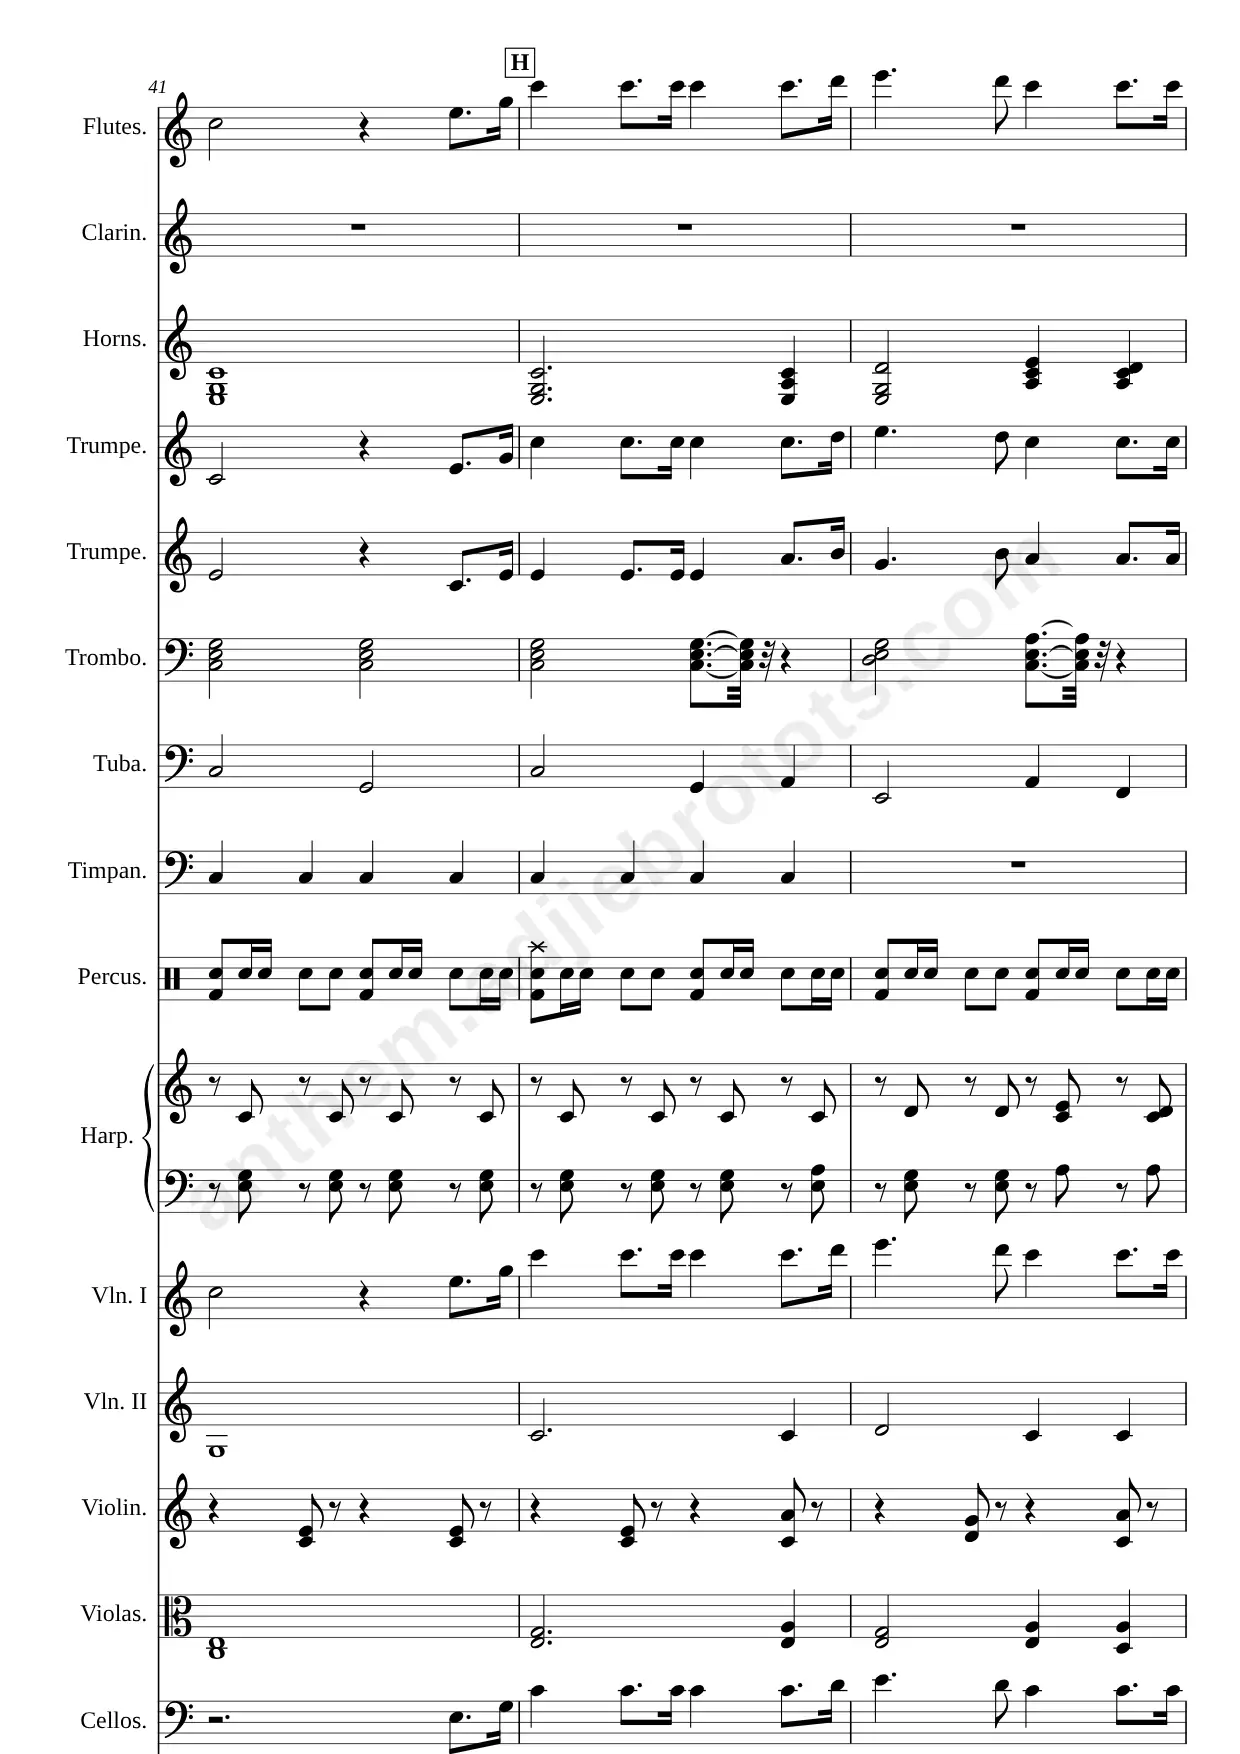 H
41
Flutes.
Clarin.
Horns.
Trumpe.
Trumpe.
Trombo.
Tuba.
Timpan.
Percus.
Harp.
Vln. I
Vln. II
Violin.
Violas.
Cellos.
anthem.adjiebrotots.com